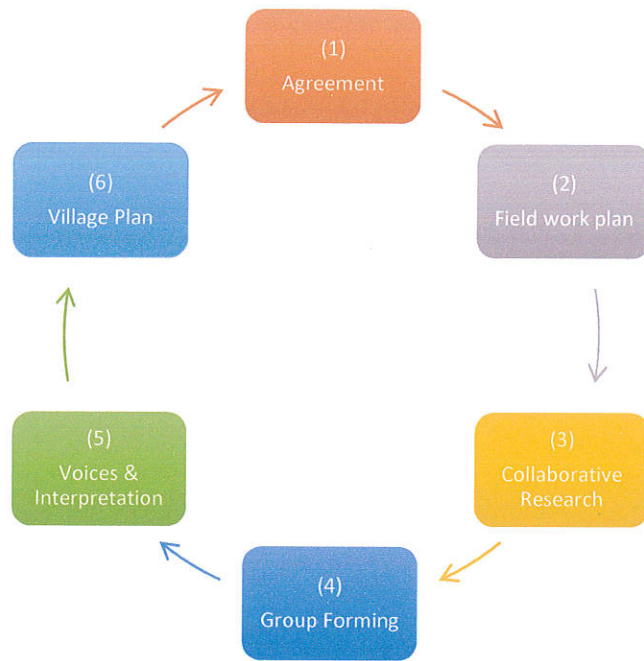 (1)
Agreement
(2)
Field work plan
(3)
Collaborative
Research
(4)
Group Forming
(5)
Voices &
Interpretation
(6)
Village Plan